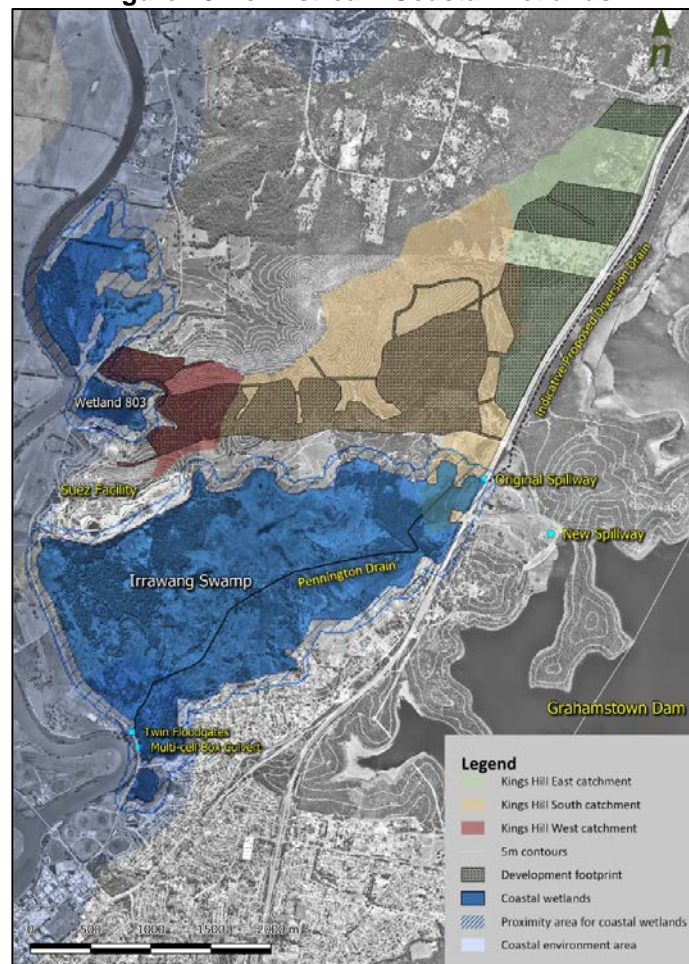 n
Indicative Proposed Diversion Drain
Wetland 803
Suez Facility
Original Spillway
New Spillway
Pennington Drain
Irrawang Swamp
Grahamstown Dam
Twin Floodgates
Multi-cell Box Culvert
Legend
Kings Hill East catchment
Kings Hill South catchment
Kings Hill West catchment
5m contours
Development footprint
Coastal wetlands
Proximity area for coastal wetlands
Coastal environment area
0 500 1000 1500 2000 m